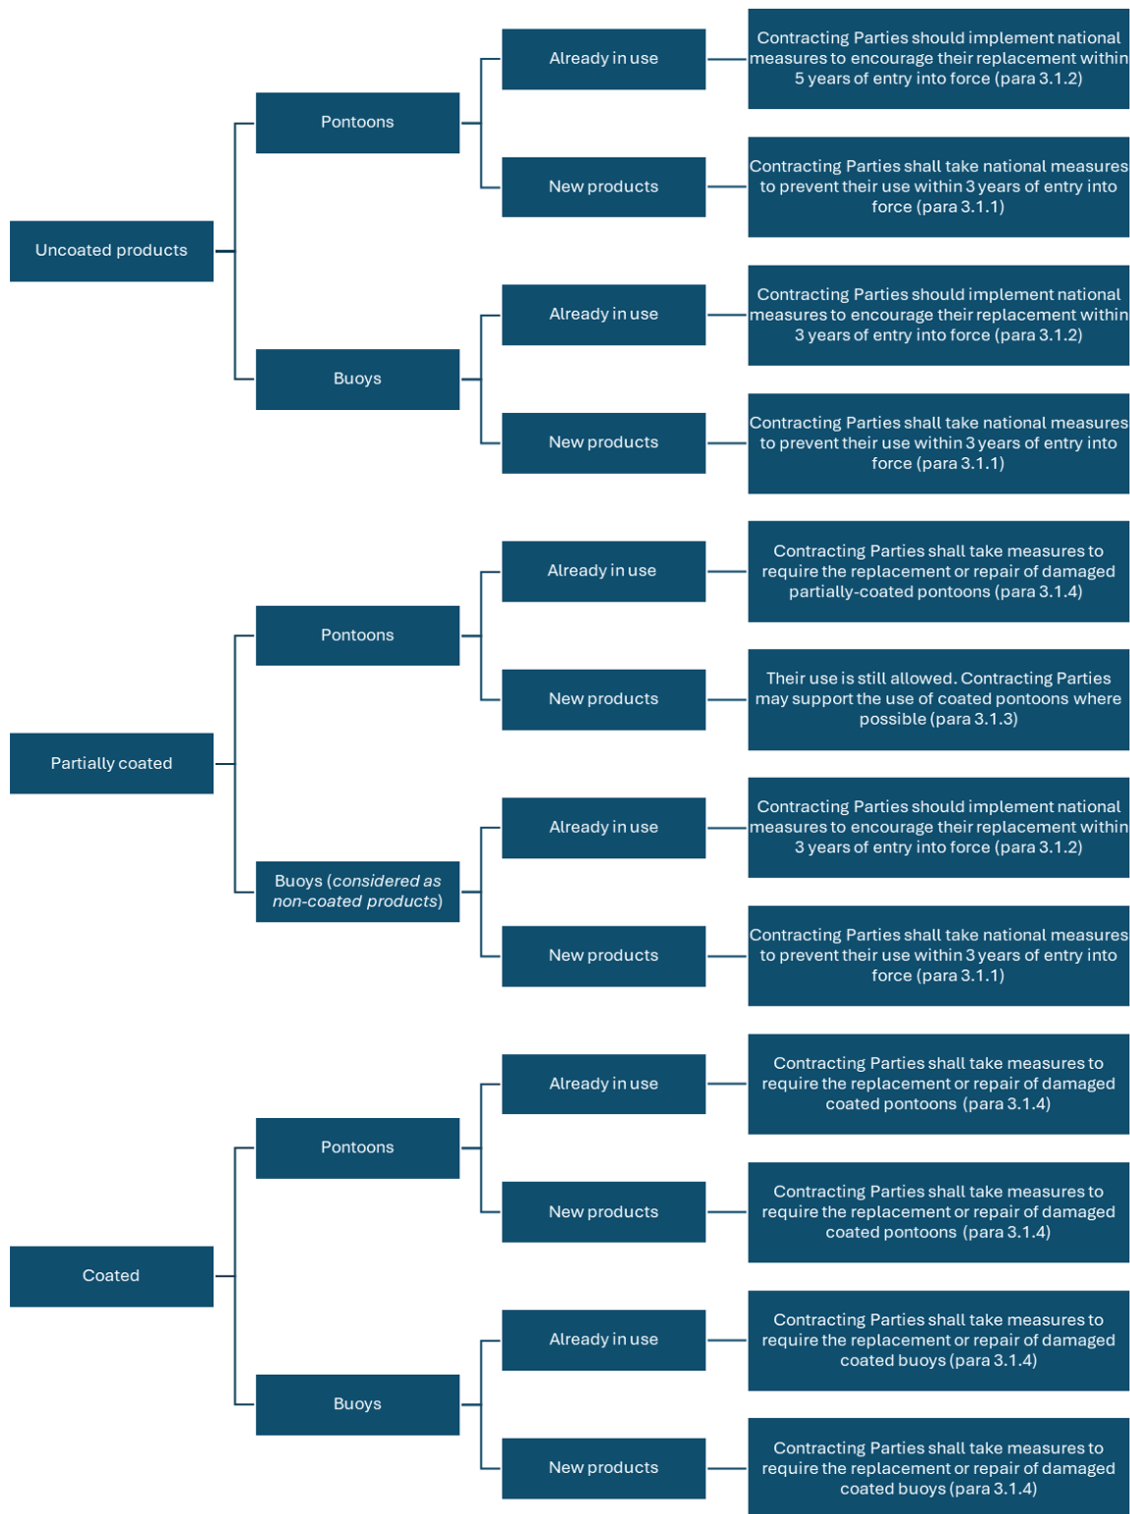 Uncoated products
Pontoons
Already in use
Contracting Parties should implement national
measures to encourage their replacement within
5 years of entry into force (para 3.1.2)
New products
Contracting Parties shall take national measures
to prevent their use within 3 years of entry into
force (para 3.1.1)
Buoys
Already in use
Contracting Parties should implement national
measures to encourage their replacement within
3 years of entry into force (para 3.1.2)
New products
Contracting Parties shall take national measures
to prevent their use within 3 years of entry into
force (para 3.1.1)
Partially coated
Pontoons
Already in use
Contracting Parties shall take measures to
require the replacement or repair of damaged
partially-coated pontoons (para 3.1.4)
New products
Their use is still allowed. Contracting Parties
may support the use of coated pontoons where
possible (para 3.1.3)
Buoys (considered as
non-coated products)
Already in use
Contracting Parties should implement national
measures to encourage their replacement within
3 years of entry into force (para 3.1.2)
New products
Contracting Parties shall take national measures
to prevent their use within 3 years of entry into
force (para 3.1.1)
Coated
Pontoons
Already in use
Contracting Parties shall take measures to
require the replacement or repair of damaged
coated pontoons (para 3.1.4)
New products
Contracting Parties shall take measures to
require the replacement or repair of damaged
coated pontoons (para 3.1.4)
Buoys
Already in use
Contracting Parties shall take measures to
require the replacement or repair of damaged
coated buoys (para 3.1.4)
New products
Contracting Parties shall take measures to
require the replacement or repair of damaged
coated buoys (para 3.1.4)